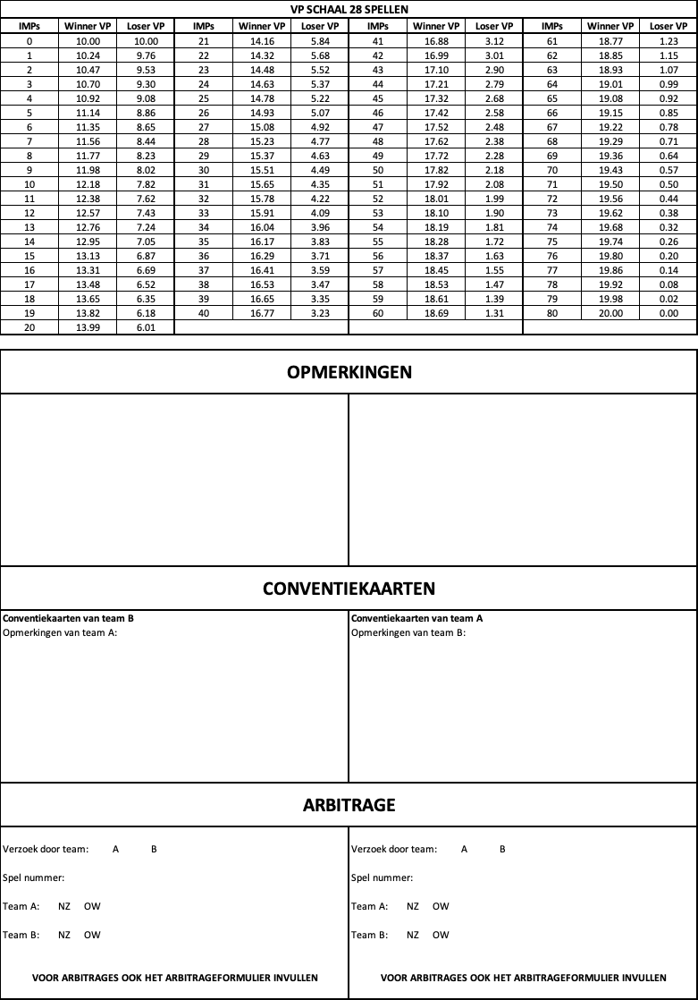 VP SCHAAL 28 SPELLEN
IMPs Winner VP Loser VP IMPs Winner VP Loser VP IMPs Winner VP Loser VP IMPs Winner VP Loser VP
0 10.00 10.00 21 14.16 5.84 41 16.88 3.12 61 18.77 1.23
1 10.24 9.76 22 14.32 5.68 42 16.99 3.01 62 18.85 1.15
2 10.47 9.53 23 14.48 5.52 43 17.10 2.90 63 18.93 1.07
3 10.70 9.30 24 14.63 5.37 44 17.21 2.79 64 19.01 0.99
4 10.92 9.08 25 14.78 5.22 45 17.32 2.68 65 19.08 0.92
5 11.14 8.86 26 14.93 5.07 46 17.42 2.58 66 19.15 0.85
6 11.35 8.65 27 15.08 4.92 47 17.52 2.48 67 19.22 0.78
7 11.56 8.44 28 15.23 4.77 48 17.62 2.38 68 19.29 0.71
8 11.77 8.23 29 15.37 4.63 49 17.72 2.28 69 19.36 0.64
9 11.98 8.02 30 15.51 4.49 50 17.82 2.18 70 19.43 0.57
10 12.18 7.82 31 15.65 4.35 51 17.92 2.08 71 19.50 0.50
11 12.38 7.62 32 15.78 4.22 52 18.01 1.99 72 19.56 0.44
12 12.57 7.43 33 15.91 4.09 53 18.10 1.90 73 19.62 0.38
13 12.76 7.24 34 16.04 3.96 54 18.19 1.81 74 19.68 0.32
14 12.95 7.05 35 16.17 3.83 55 18.28 1.72 75 19.74 0.26
15 13.13 6.87 36 16.29 3.71 56 18.37 1.63 76 19.80 0.20
16 13.31 6.69 37 16.41 3.59 57 18.45 1.55 77 19.86 0.14
17 13.48 6.52 38 16.53 3.47 58 18.53 1.47 78 19.92 0.08
18 13.65 6.35 39 16.65 3.35 59 18.61 1.39 79 19.98 0.02
19 13.82 6.18 40 16.77 3.23 60 18.69 1.31 80 20.00 0.00
20 13.99 6.01
OPMERKINGEN
CONVENTIEKAARTEN
Conventiekaarten van team B
Opmerkingen van team A:
Conventiekaarten van team A
Opmerkingen van team B:
ARBITRAGE
Verzoek door team: A B
Spel nummer:
Team A: NZ OW
Team B: NZ OW
VOOR ARBITRAGES OOK HET ARBITRAGEFORMULIER INVULLEN
Verzoek door team: A B
Spel nummer:
Team A: NZ OW
Team B: NZ OW
VOOR ARBITRAGES OOK HET ARBITRAGEFORMULIER INVULLEN